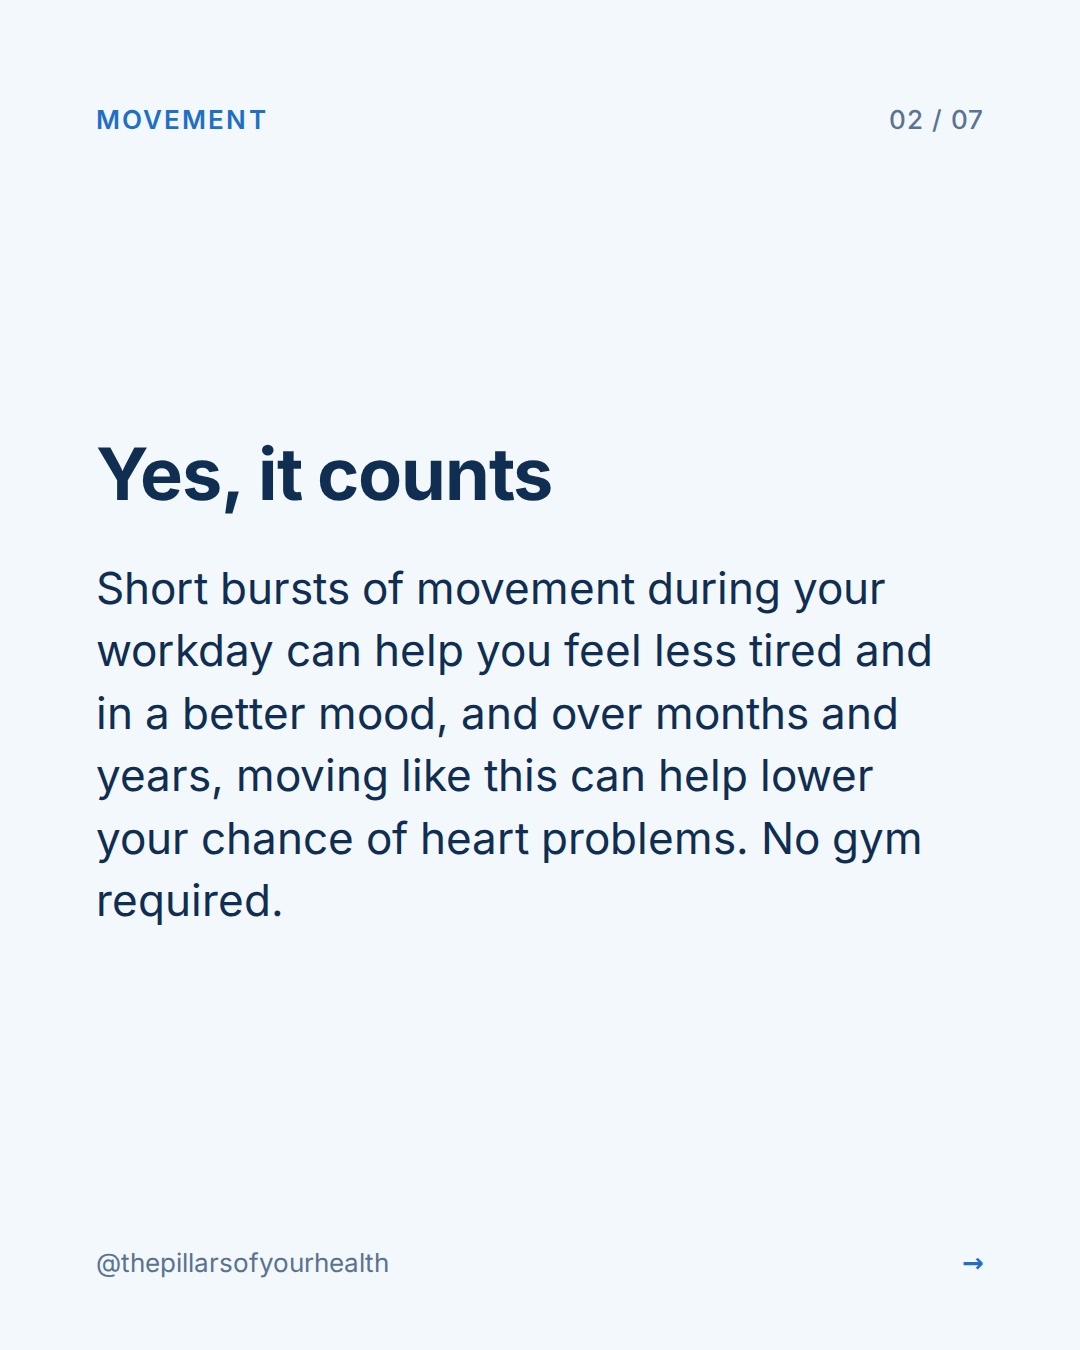 MOVEMENT
02 / 07
Yes, it counts
Short bursts of movement during your
workday can help you feel less tired and
in a better mood, and over months and
years, moving like this can help lower
your chance of heart problems. No gym
required.
@thepillarsofyourhealth
→